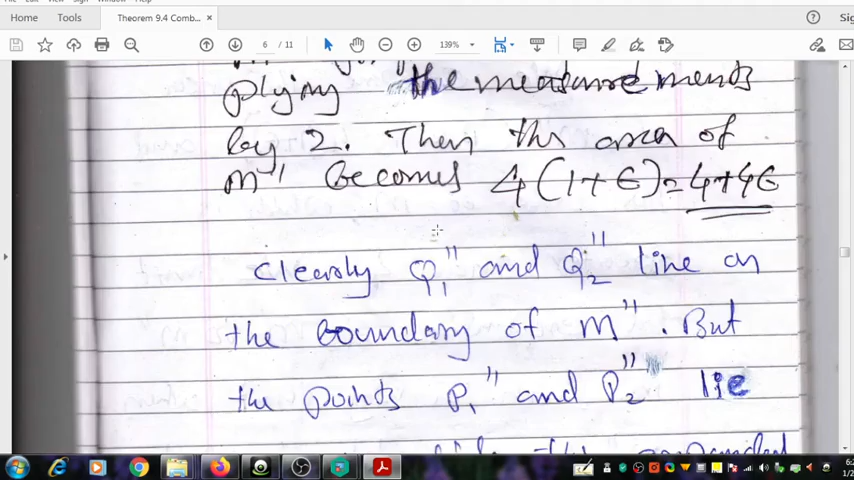 Home
Tools
Theorem 9.4 Comb... ×
Sign
6 / 11
139%
plying the measurements
by 2. Then the area of
M'' becomes 4(1+ε)=4+4ε
clearly Q₁'' and Q₂'' line on
the boundary of M''. But
the points P₁'' and P₂'' lie